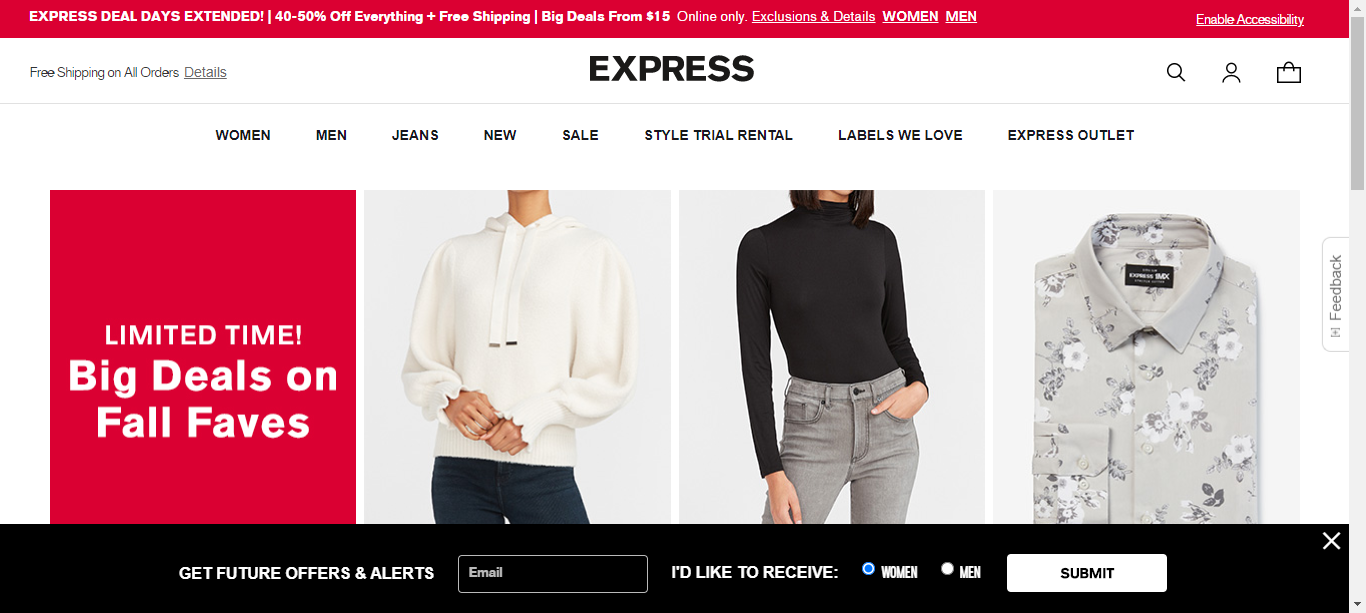 EXPRESS DEAL DAYS EXTENDED! | 40-50% Off Everything + Free Shipping | Big Deals From $15 Online only. Exclusions & Details WOMEN MEN
Enable Accessibility
Free Shipping on All Orders Details
EXPRESS
WOMEN MEN JEANS NEW SALE STYLE TRIAL RENTAL LABELS WE LOVE EXPRESS OUTLET
LIMITED TIME!
Big Deals on
Fall Faves
EXPRESS
Feedback
GET FUTURE OFFERS & ALERTS Email I'D LIKE TO RECEIVE: WOMEN MEN SUBMIT